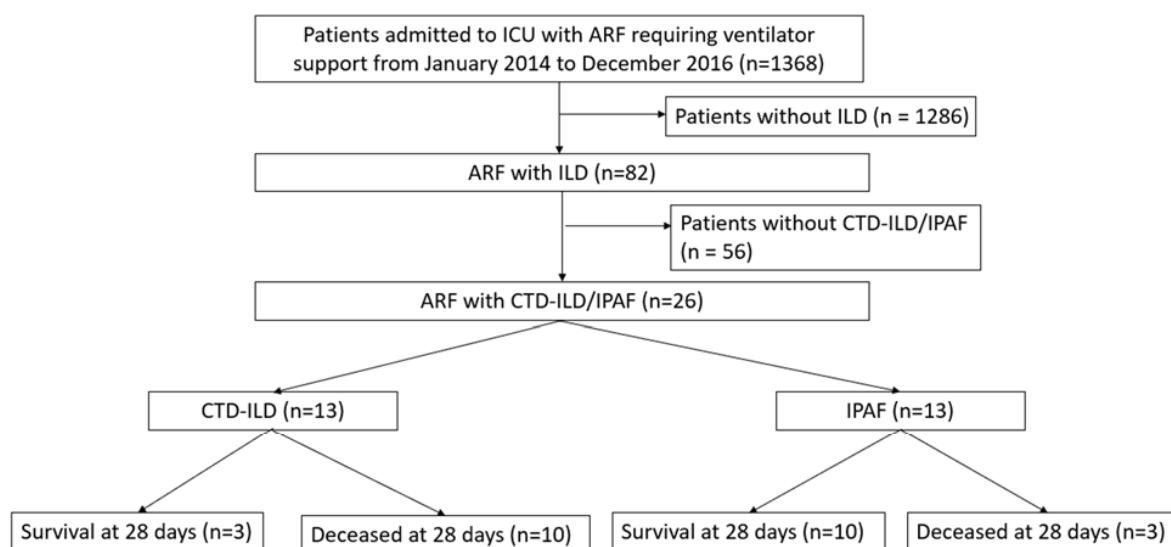 Patients admitted to ICU with ARF requiring ventilator
support from January 2014 to December 2016 (n=1368)
Patients without ILD (n = 1286)
ARF with ILD (n=82)
Patients without CTD-ILD/IPAF
(n = 56)
ARF with CTD-ILD/IPAF (n=26)
CTD-ILD (n=13)
IPAF (n=13)
Survival at 28 days (n=3)
Deceased at 28 days (n=10)
Survival at 28 days (n=10)
Deceased at 28 days (n=3)